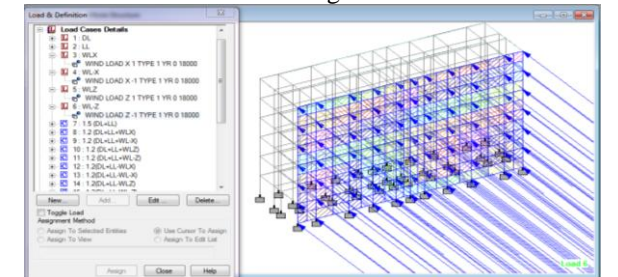 Load & Definition
Load Cases Details
1 : DL
2 : LL
3 : WLX
WIND LOAD X 1 TYPE 1 YR 0 18000
4 : WL-X
WIND LOAD X -1 TYPE 1 YR 0 18000
5 : WLZ
WIND LOAD Z 1 TYPE 1 YR 0 18000
6 : WL-Z
WIND LOAD Z -1 TYPE 1 YR 0 18000
7 : 1.5 (DL+LL)
8 : 1.2 (DL+LL+WLX)
9 : 1.2 (DL+LL+WL-X)
10 : 1.2 (DL+LL+WLZ)
11 : 1.2 (DL+LL+WL-Z)
12 : 1.2(DL+LL-WLX)
13 : 1.2(DL+LL-WL-X)
14 : 1.2(DL+LL-WLZ)
New...
Add...
Edit ...
Delete...
Toggle Load
Assignment Method
Assign To Selected Entities
Use Cursor To Assign
Assign To View
Assign To Edit List
Assign
Close
Help
Load 6